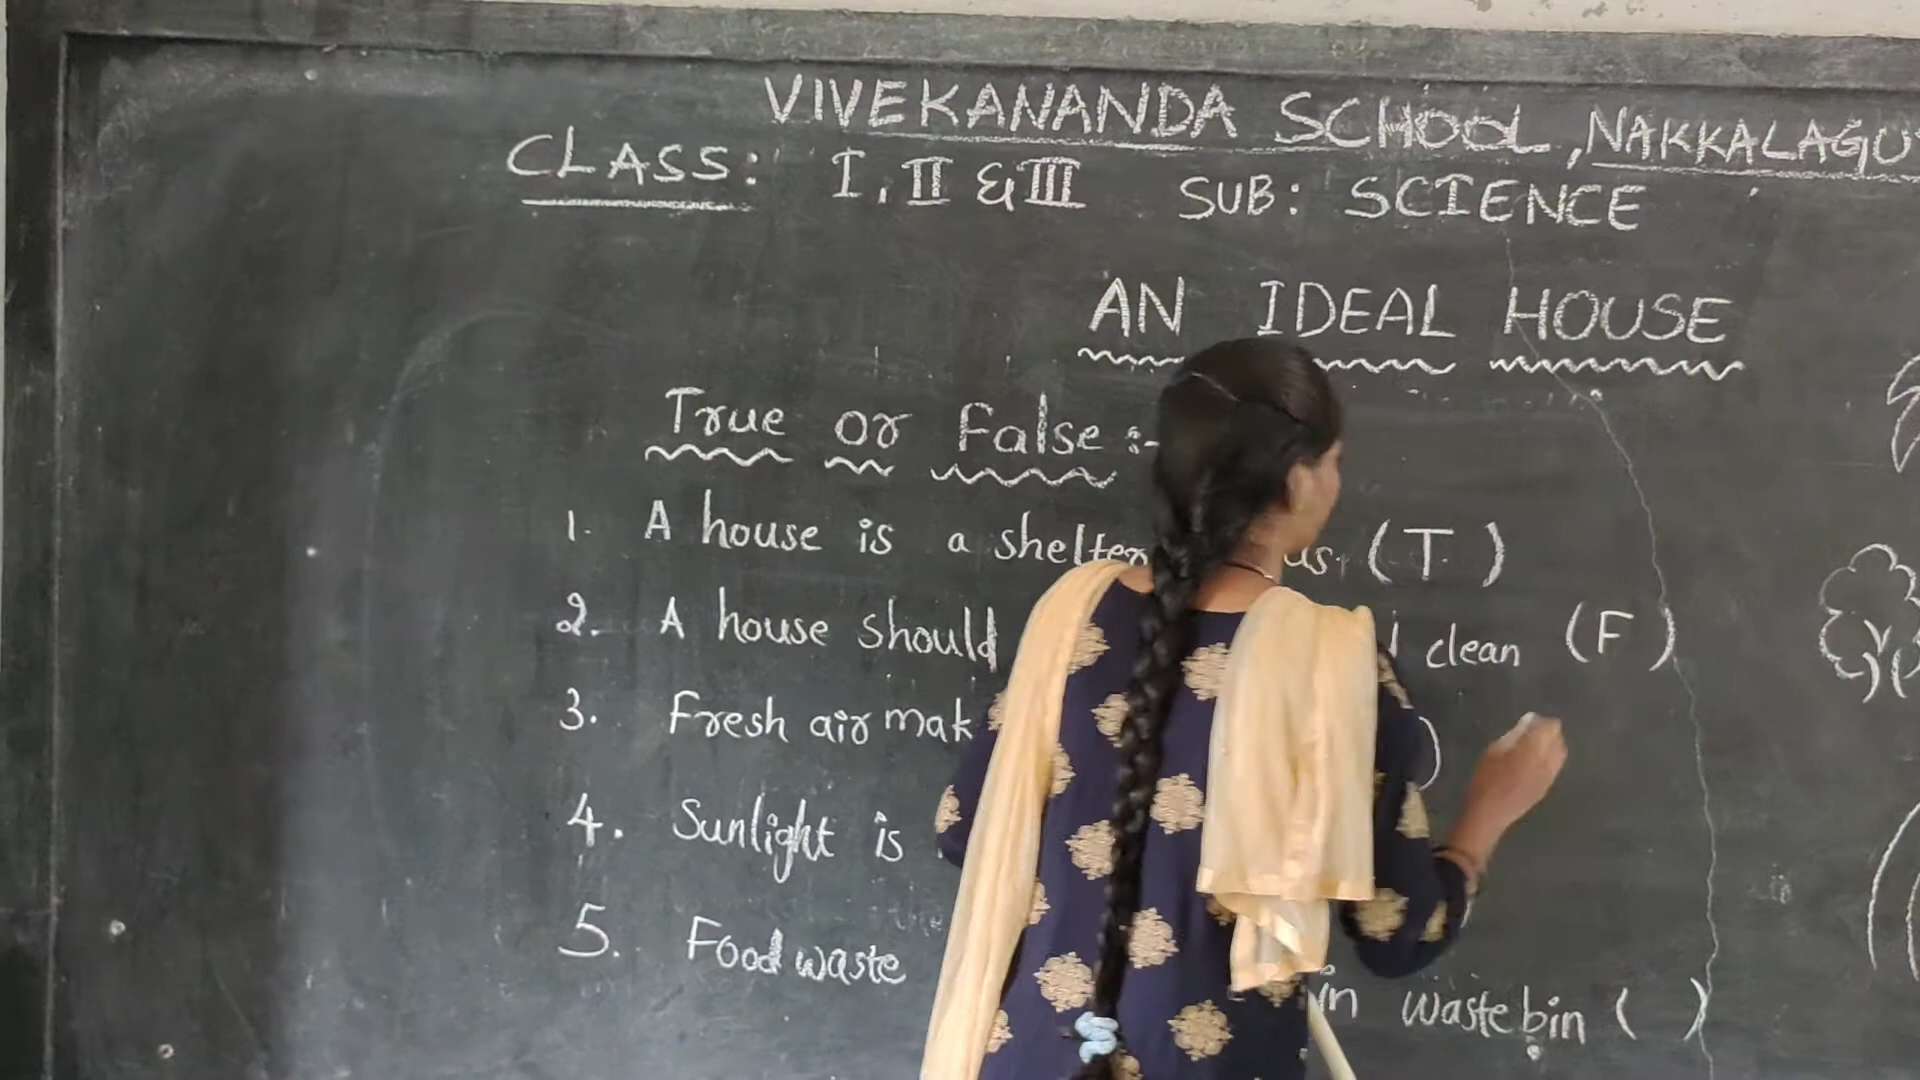 VIVEKANANDA SCHOOL, NAKKALAGU
CLASS: I, II & III SUB: SCIENCE
AN IDEAL HOUSE
True or False :-
1. A house is a shelter us. (T )
2. A house should clean (F )
3. Fresh air mak )
4. Sunlight is
5. Food waste in waste bin ( )